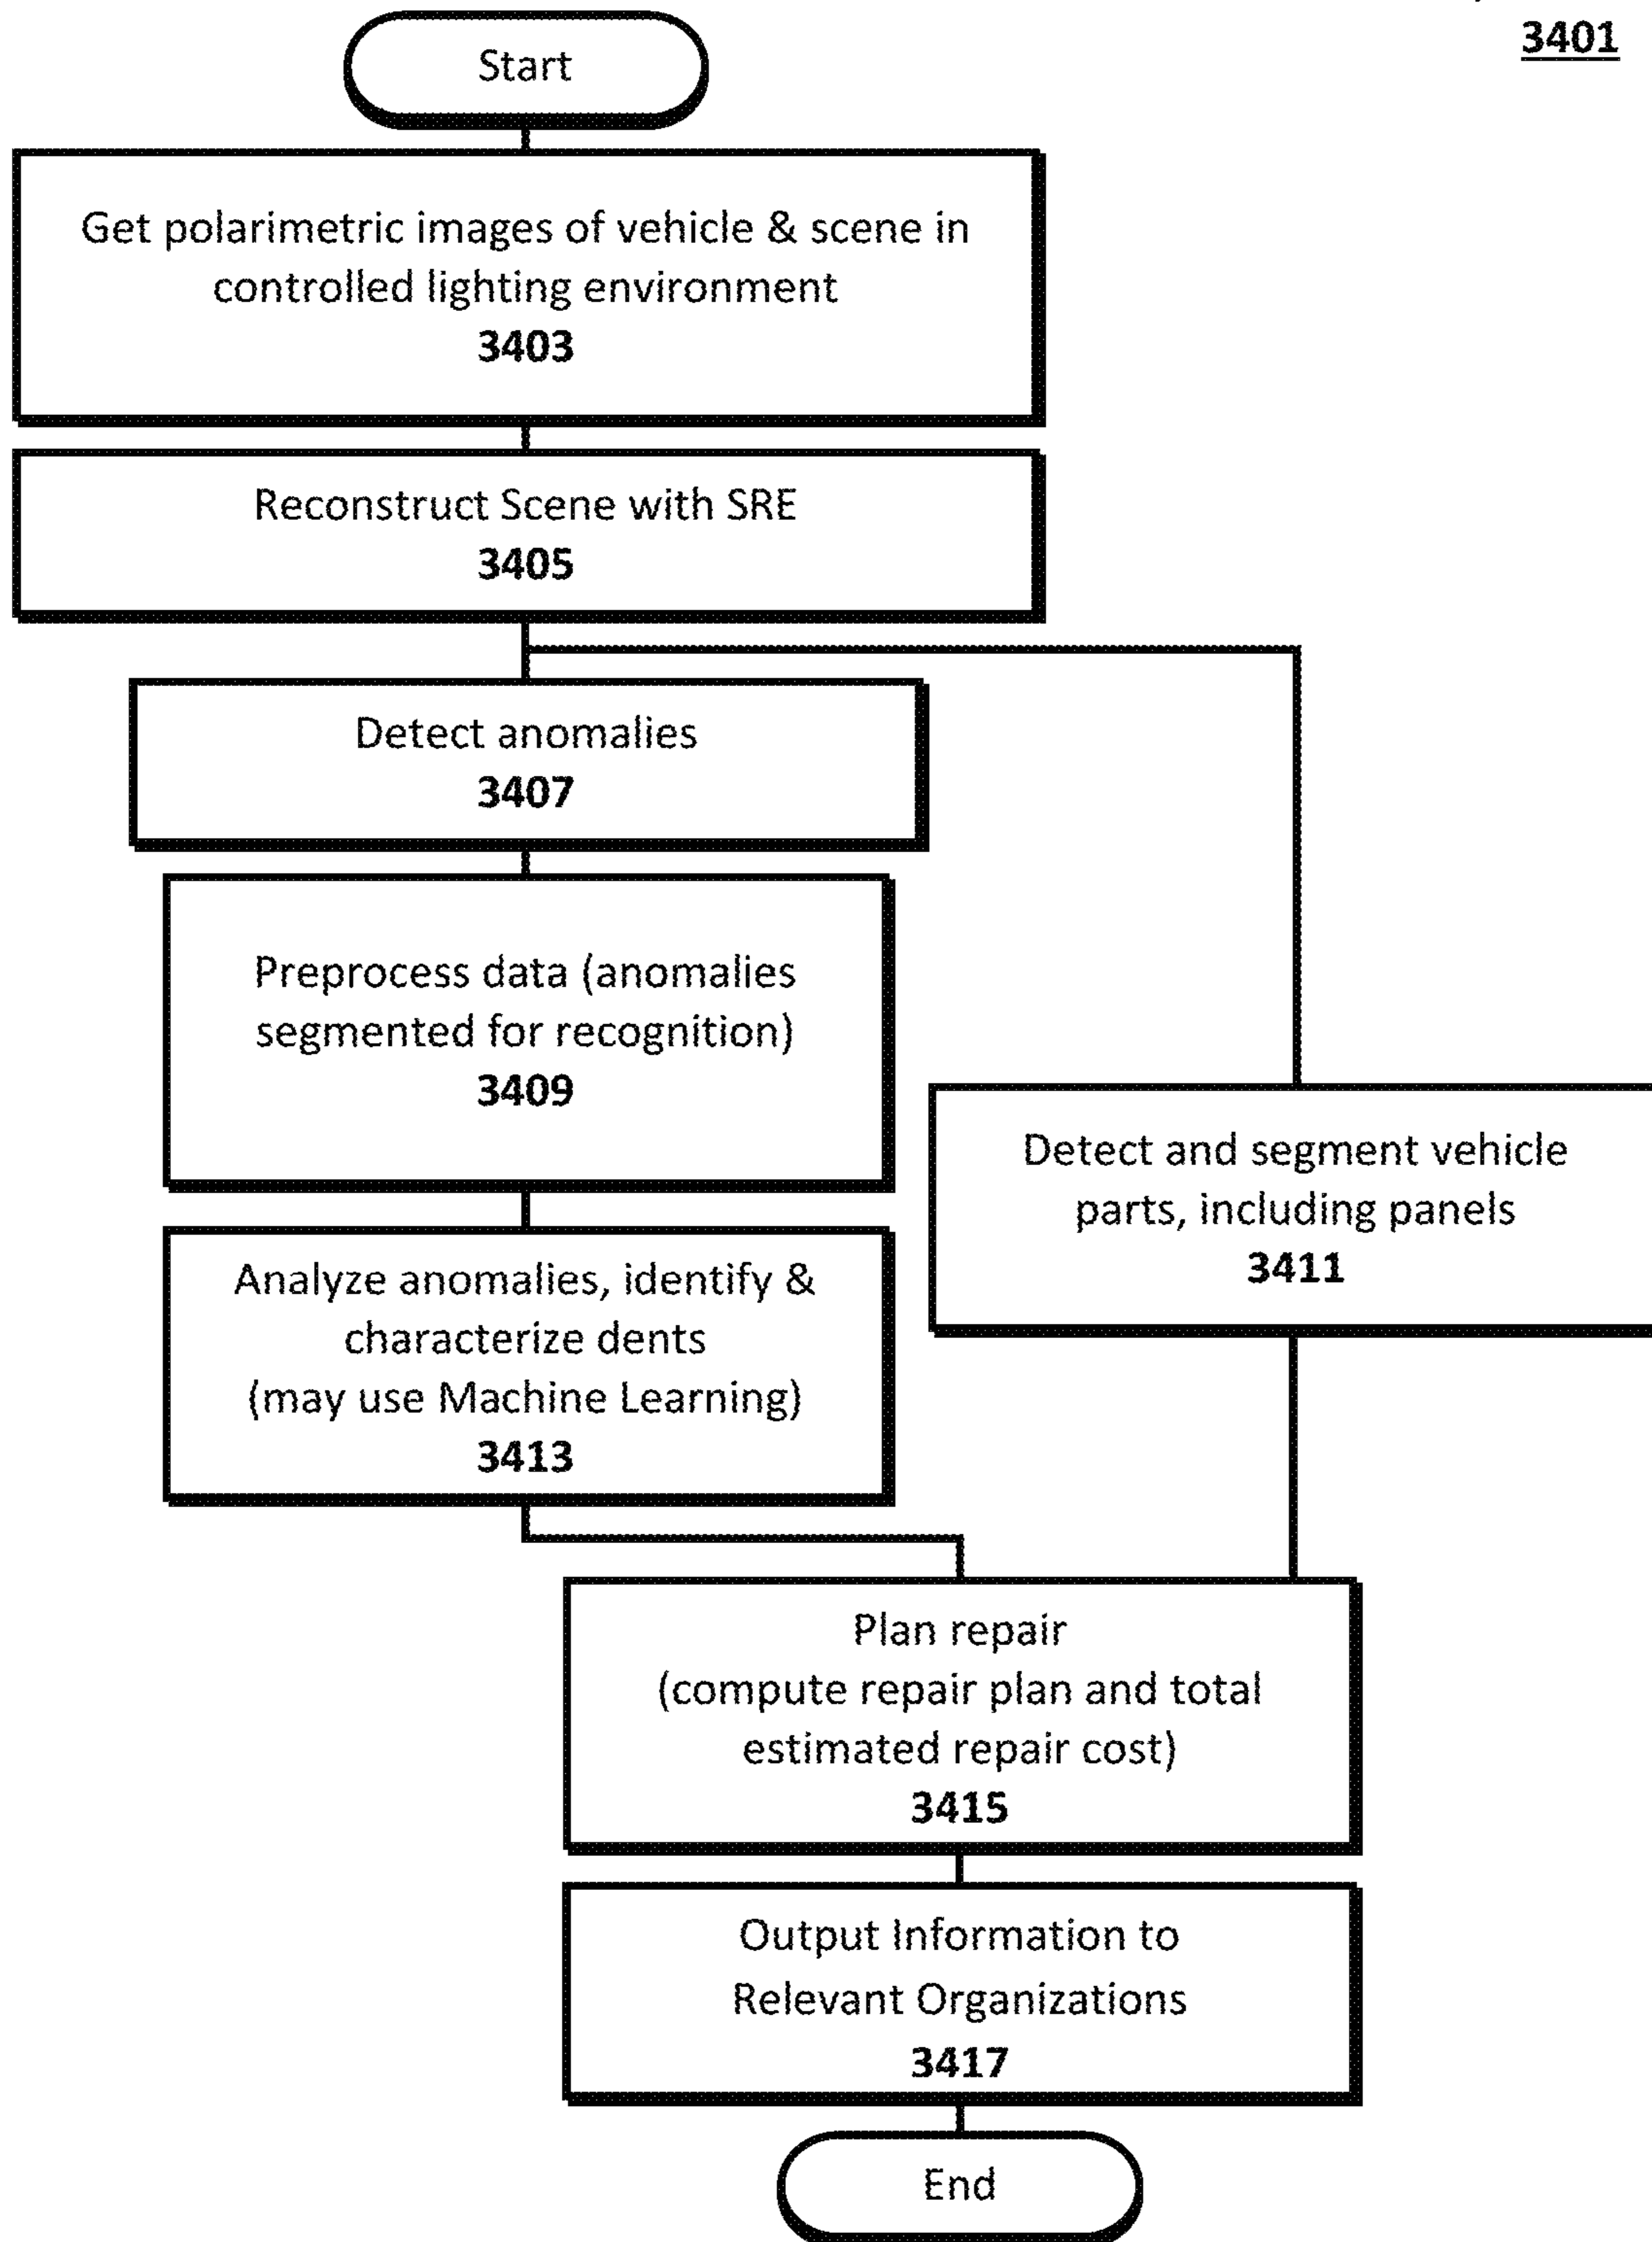 3401
Start
Get polarimetric images of vehicle & scene in
controlled lighting environment
3403
Reconstruct Scene with SRE
3405
Detect anomalies
3407
Preprocess data (anomalies
segmented for recognition)
3409
Detect and segment vehicle
parts, including panels
3411
Analyze anomalies, identify &
characterize dents
(may use Machine Learning)
3413
Plan repair
(compute repair plan and total
estimated repair cost)
3415
Output Information to
Relevant Organizations
3417
End